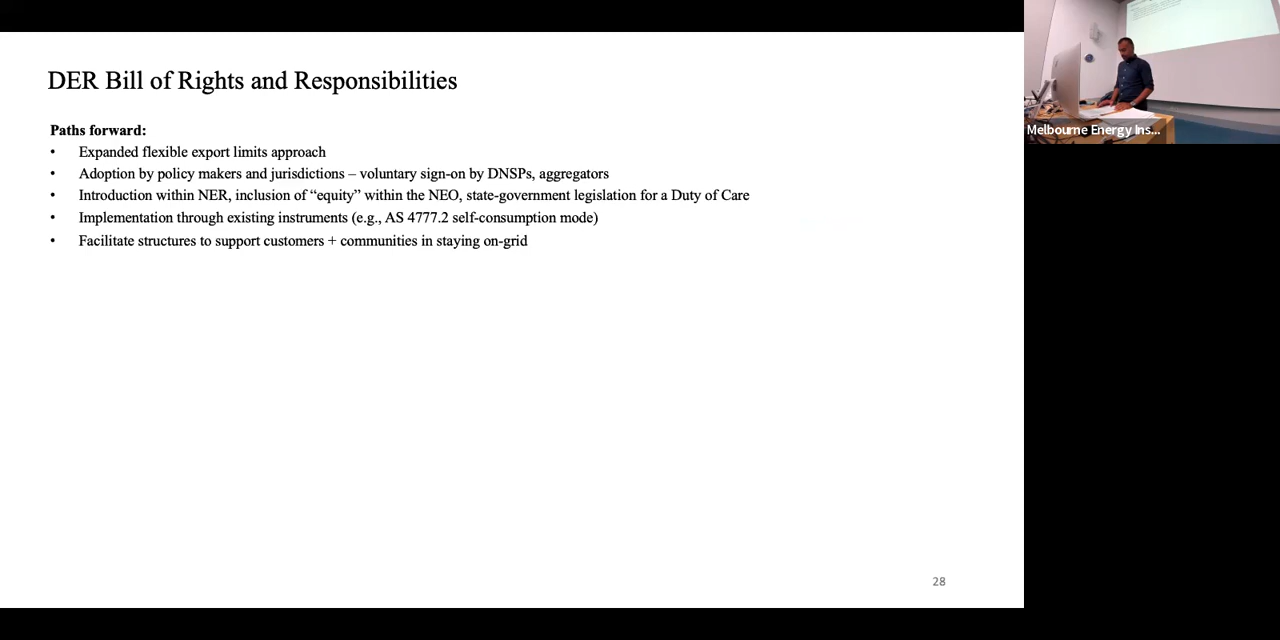 DER Bill of Rights and Responsibilities
Paths forward:
• Expanded flexible export limits approach
• Adoption by policy makers and jurisdictions – voluntary sign-on by DNSPs, aggregators
• Introduction within NER, inclusion of “equity” within the NEO, state-government legislation for a Duty of Care
• Implementation through existing instruments (e.g., AS 4777.2 self-consumption mode)
• Facilitate structures to support customers + communities in staying on-grid
28
Melbourne Energy Ins...